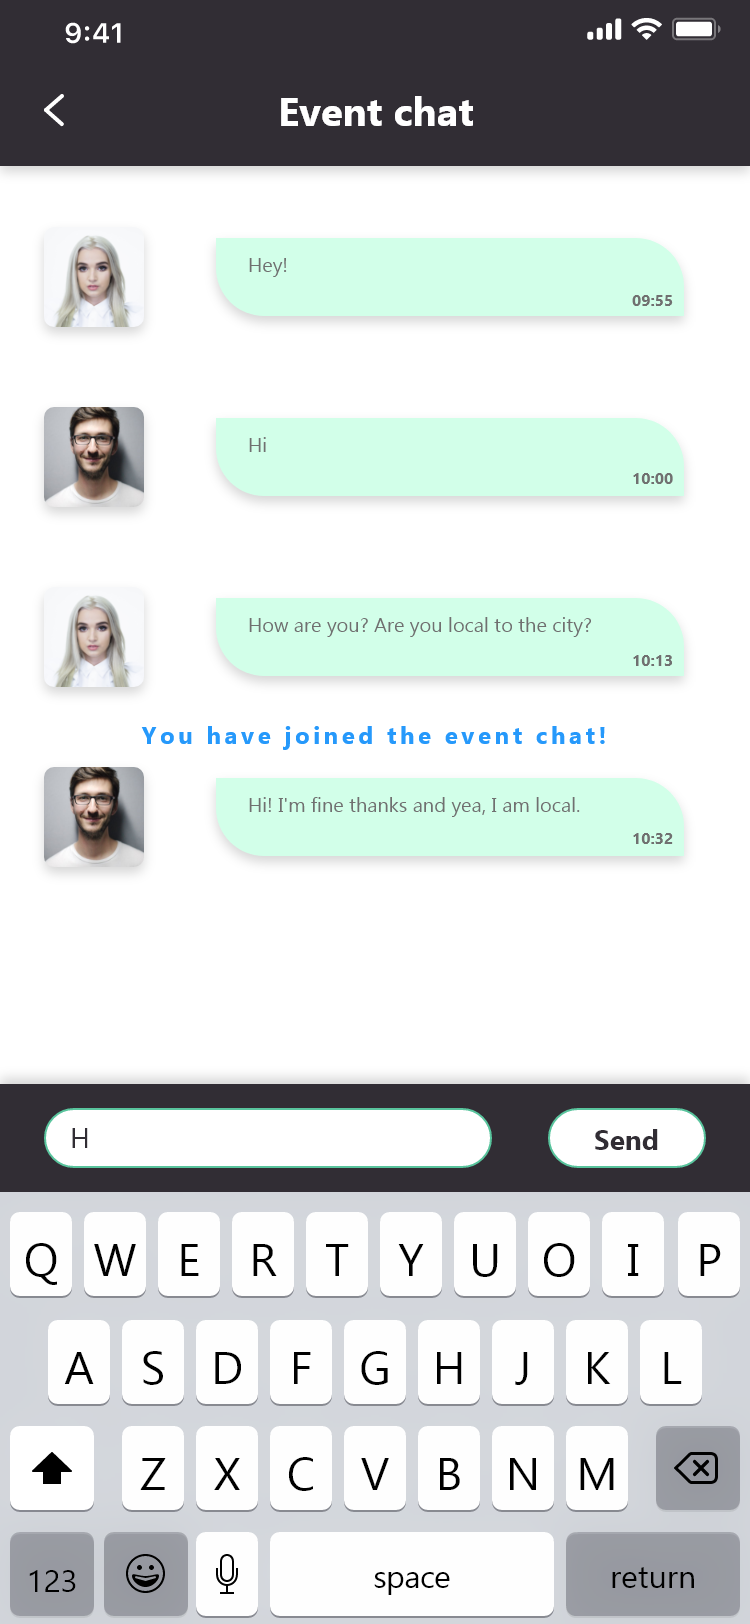 9:41
Event chat
Hey!
09:55
Hi
10:00
How are you? Are you local to the city?
10:13
You have joined the event chat!
Hi! I'm fine thanks and yea, I am local.
10:32
H
Send
Q W E R T Y U O I P
A S D F G H J K L
Z X C V B N M
123 space return